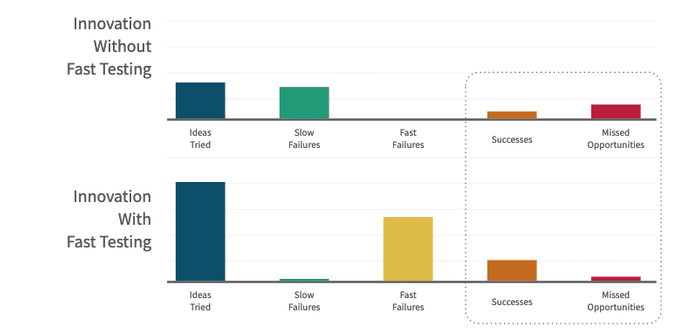 Innovation
Without
Fast Testing
Ideas
Tried
Slow
Failures
Fast
Failures
Successes
Missed
Opportunities
Innovation
With
Fast Testing
Ideas
Tried
Slow
Failures
Fast
Failures
Successes
Missed
Opportunities